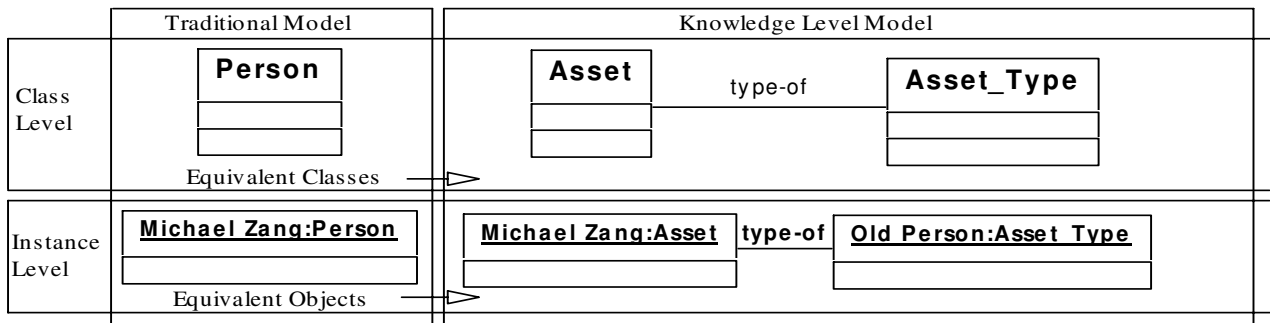 Traditional Model
Knowledge Level Model
Class
Level
Person
Asset
type-of
Asset_Type
Equivalent Classes
Instance
Level
Michael Zang:Person
Michael Zang:Asset
type-of
Old Person:Asset Type
Equivalent Objects